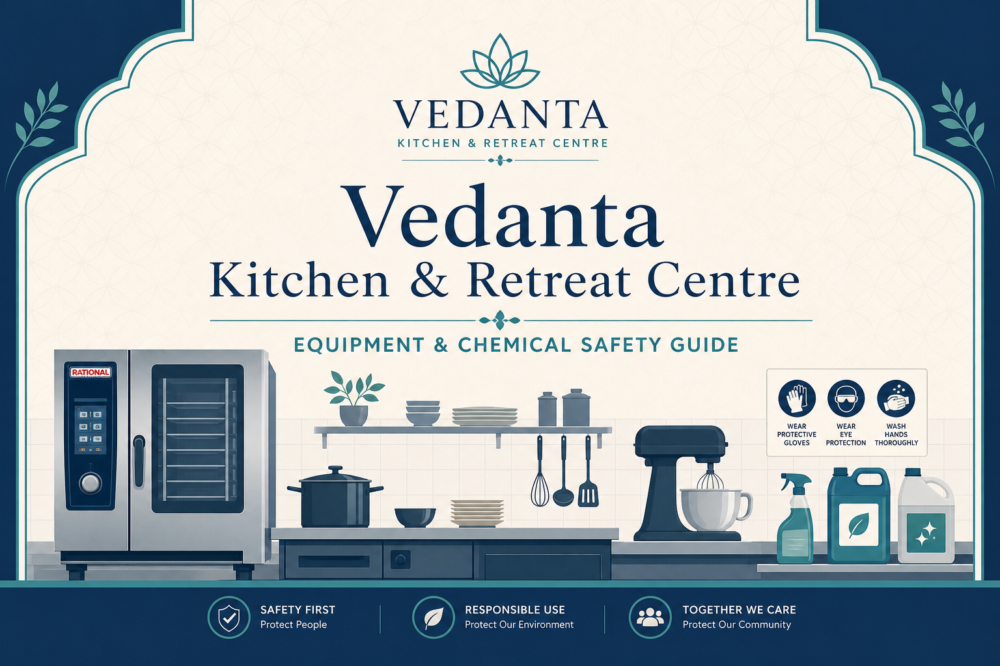 VEDANTA
KITCHEN & RETREAT CENTRE
Vedanta
Kitchen & Retreat Centre
EQUIPMENT & CHEMICAL SAFETY GUIDE
RATIONAL
WEAR
PROTECTIVE
GLOVES
WEAR
EYE
PROTECTION
WASH
HANDS
THOROUGHLY
SAFETY FIRST
Protect People
RESPONSIBLE USE
Protect Our Environment
TOGETHER WE CARE
Protect Our Community